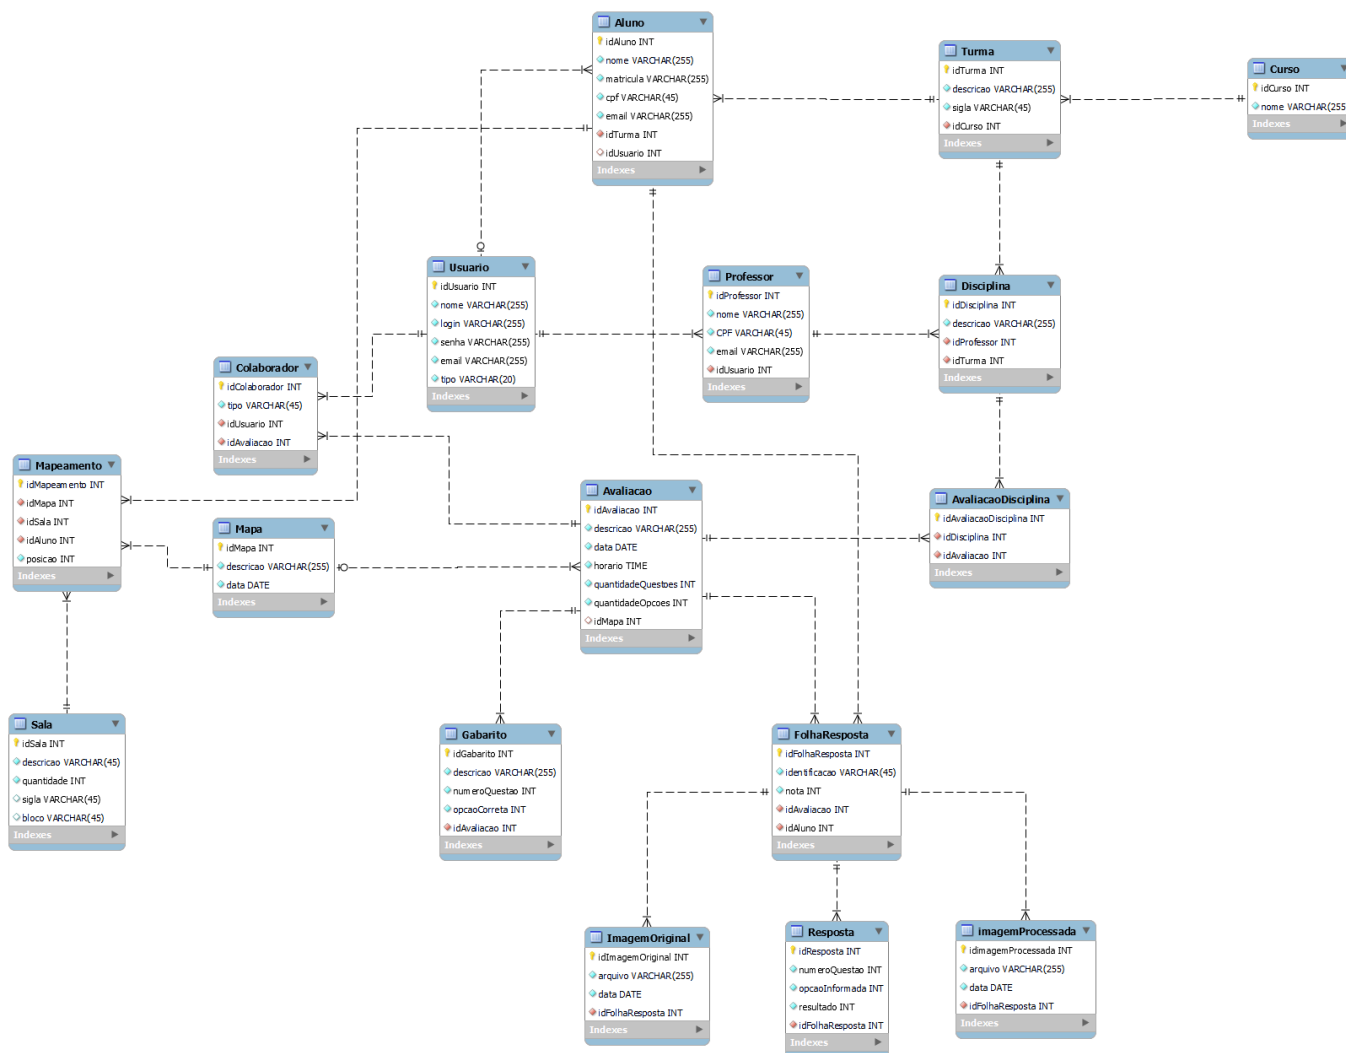 Aluno
idAluno INT
nome VARCHAR(255)
matricula VARCHAR(255)
cpf VARCHAR(45)
email VARCHAR(255)
idTurma INT
idUsuario INT
Indexes
Turma
idTurma INT
descricao VARCHAR(255)
sigla VARCHAR(45)
idCurso INT
Indexes
Curso
idCurso INT
nome VARCHAR(255
Indexes
Usuario
idUsuario INT
nome VARCHAR(255)
login VARCHAR(255)
senha VARCHAR(255)
email VARCHAR(255)
tipo VARCHAR(20)
Indexes
Professor
idProfessor INT
nome VARCHAR(255)
CPF VARCHAR(45)
email VARCHAR(255)
idUsuario INT
Indexes
Disciplina
idDisciplina INT
descricao VARCHAR(255)
idProfessor INT
idTurma INT
Indexes
Colaborador
idColaborador INT
tipo VARCHAR(45)
idUsuario INT
idAvaliacao INT
Indexes
Mapeamento
idMapeamento INT
idMapa INT
idSala INT
idAluno INT
posicao INT
Indexes
Mapa
idMapa INT
descricao VARCHAR(255)
data DATE
Indexes
Avaliacao
idAvaliacao INT
descricao VARCHAR(255)
data DATE
horario TIME
quantidadeQuestoes INT
quantidadeOpcoes INT
idMapa INT
Indexes
AvaliacaoDisciplina
idAvaliacaoDisciplina INT
idDisciplina INT
idAvaliacao INT
Indexes
Sala
idSala INT
descricao VARCHAR(45)
quantidade INT
sigla VARCHAR(45)
bloco VARCHAR(45)
Indexes
Gabarito
idGabarito INT
descricao VARCHAR(255)
numeroQuestao INT
opcaoCorreta INT
idAvaliacao INT
Indexes
FolhaResposta
idFolhaResposta INT
identificacao VARCHAR(45)
nota INT
idAvaliacao INT
idAluno INT
Indexes
ImagemOriginal
idImagemOriginal INT
arquivo VARCHAR(255)
data DATE
idFolhaResposta INT
Indexes
Resposta
idResposta INT
numeroQuestao INT
opcaoInformada INT
resultado INT
idFolhaResposta INT
Indexes
imagemProcessada
idimagemProcessada INT
arquivo VARCHAR(255)
data DATE
idFolhaResposta INT
Indexes